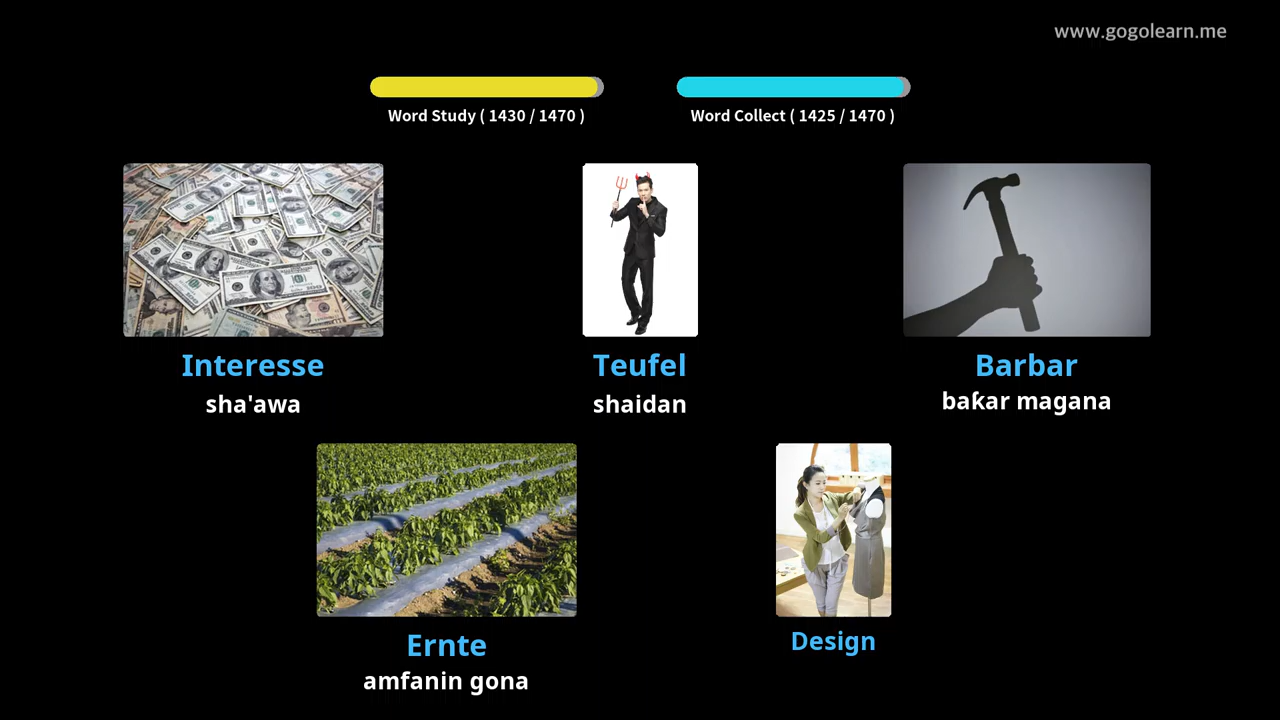 www.gogolearn.me
Word Study ( 1430 / 1470 )
Word Collect ( 1425 / 1470 )
Interesse
sha'awa
Teufel
shaidan
Barbar
baƙar magana
Ernte
amfanin gona
Design